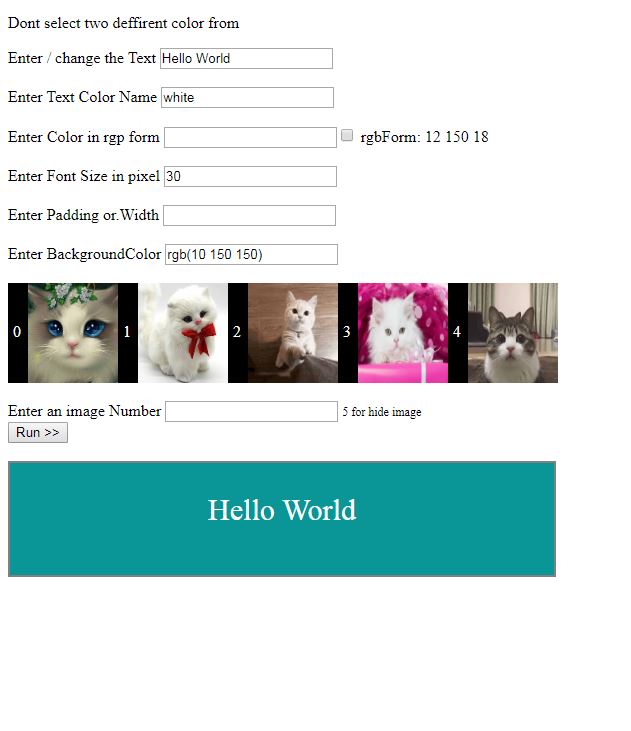 Dont select two deffirent color from
Enter / change the Text Hello World
Enter Text Color Name white
Enter Color in rgp form rgbForm: 12 150 18
Enter Font Size in pixel 30
Enter Padding or.Width
Enter BackgroundColor rgb(10 150 150)
0 1 2 3 4
Enter an image Number 5 for hide image
Run >>
Hello World